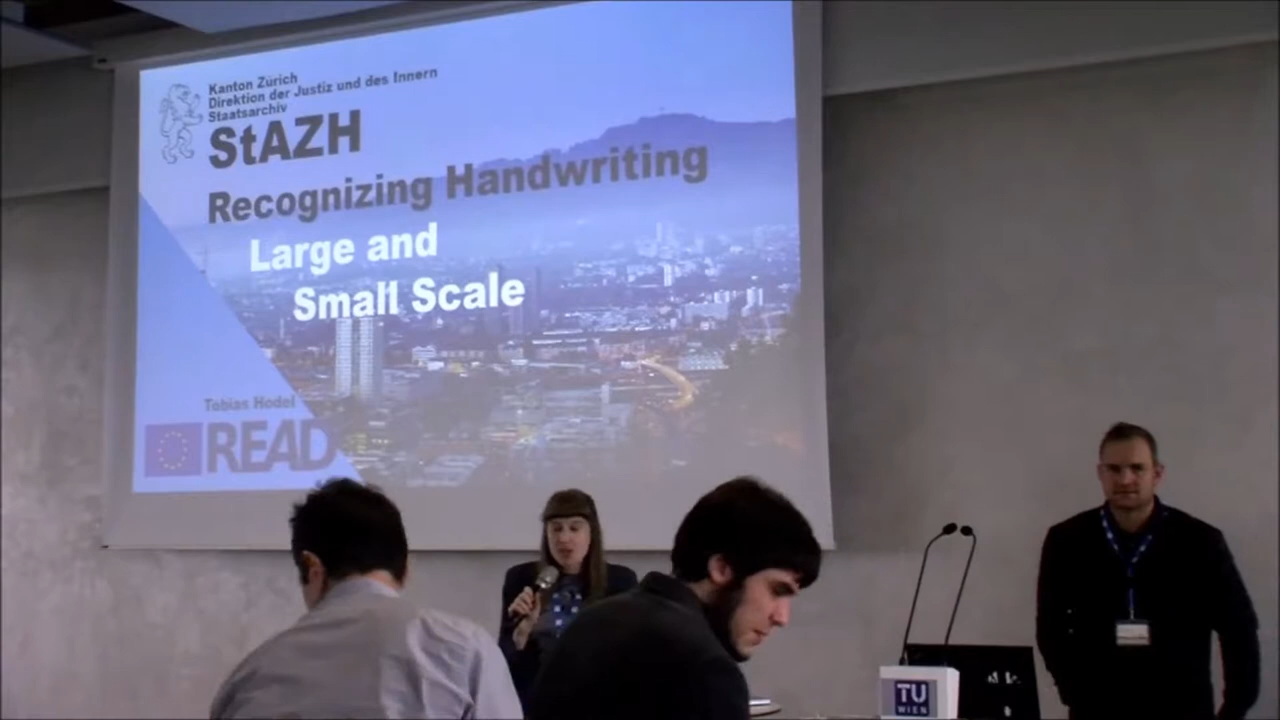 Kanton Zürich
Direktion der Justiz und des Innern
Staatsarchiv
StAZH
Recognizing Handwriting
Large and
Small Scale
Tobias Hodel
READ
TU
WIEN